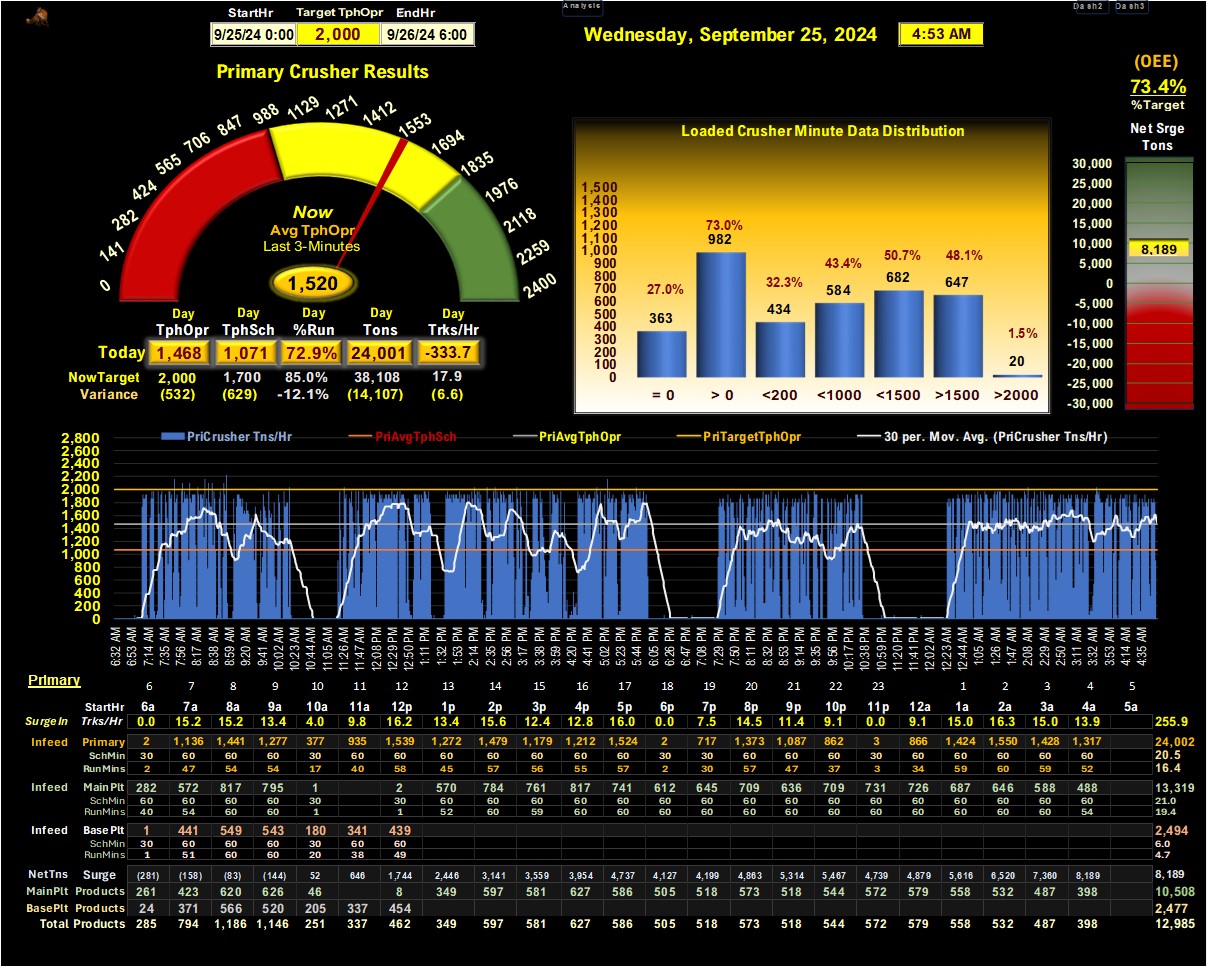 Analysis
Dash2 Dash3
StartHr Target TphOpr EndHr
9/25/24 0:00 2,000 9/26/24 6:00
Wednesday, September 25, 2024 4:53 AM
Primary Crusher Results
0 141 282 424 565 706 847 988 1129 1271 1412 1553 1694 1835 1976 2118 2259 2400
Now
Avg TphOpr
Last 3-Minutes
1,520
Day Day Day Day Day
TphOpr TphSch %Run Tons Trks/Hr
Today 1,468 1,071 72.9% 24,001 -333.7
NowTarget 2,000 1,700 85.0% 38,108 17.9
Variance (532) (629) -12.1% (14,107) (6.6)
Loaded Crusher Minute Data Distribution
1,500
1,400
1,300
1,200
1,100
1,000
900
800
700
600
500
400
300
200
100
0
27.0% 73.0% 32.3% 43.4% 50.7% 48.1% 1.5%
363 982 434 584 682 647 20
= 0 > 0 <200 <1000 <1500 >1500 >2000
(OEE)
73.4%
%Target
Net Srge
Tons
30,000
25,000
20,000
15,000
10,000
8,189
5,000
0
-5,000
-10,000
-15,000
-20,000
-25,000
-30,000
PriCrusher Tns/Hr PriAvgTphSch PriAvgTphOpr PriTargetTphOpr 30 per. Mov. Avg. (PriCrusher Tns/Hr)
2,800
2,600
2,400
2,200
2,000
1,800
1,600
1,400
1,200
1,000
800
600
400
200
0
6:32 AM 6:53 AM 7:14 AM 7:35 AM 7:56 AM 8:17 AM 8:38 AM 8:59 AM 9:20 AM 9:41 AM 10:02 AM 10:23 AM 10:44 AM 11:05 AM 11:26 AM 11:47 AM 12:08 PM 12:29 PM 12:50 PM 1:11 PM 1:32 PM 1:53 PM 2:14 PM 2:35 PM 2:56 PM 3:17 PM 3:38 PM 3:59 PM 4:20 PM 4:41 PM 5:02 PM 5:23 PM 5:44 PM 6:05 PM 6:26 PM 6:47 PM 7:08 PM 7:29 PM 7:50 PM 8:11 PM 8:32 PM 8:53 PM 9:14 PM 9:35 PM 9:56 PM 10:17 PM 10:38 PM 10:59 PM 11:20 PM 11:41 PM 12:02 AM 12:23 AM 12:44 AM 1:05 AM 1:26 AM 1:47 AM 2:08 AM 2:29 AM 2:50 AM 3:11 AM 3:32 AM 3:53 AM 4:14 AM 4:35 AM
Primary
6 7 8 9 10 11 12 13 14 15 16 17 18 19 20 21 22 23 1 2 3 4 5
StartHr 6a 7a 8a 9a 10a 11a 12p 1p 2p 3p 4p 5p 6p 7p 8p 9p 10p 11p 12a 1a 2a 3a 4a 5a
SurgeIn Trks/Hr 0.0 15.2 15.2 13.4 4.0 9.8 16.2 13.4 15.6 12.4 12.8 16.0 0.0 7.5 14.5 11.4 9.1 0.0 9.1 15.0 16.3 15.0 13.9 255.9
Infeed Primary 2 1,136 1,441 1,277 377 935 1,539 1,272 1,479 1,179 1,212 1,524 2 717 1,373 1,087 862 3 866 1,424 1,550 1,428 1,317 24,002
SchMin 30 60 60 60 30 60 60 60 60 60 60 60 30 30 60 60 60 30 60 60 60 60 60 20.5
RunMins 2 47 54 54 17 40 58 45 57 56 55 57 2 30 57 47 37 3 34 59 60 59 52 16.4
Infeed MainPlt 282 572 817 795 1 2 570 784 761 817 741 612 645 709 636 709 731 726 687 646 588 488 13,319
SchMin 60 60 60 60 30 30 60 60 60 60 60 60 60 60 60 60 60 60 60 60 60 60 21.0
RunMins 40 54 60 60 1 1 52 60 59 60 60 60 60 60 60 60 60 60 60 60 60 54 19.4
Infeed Base Plt 1 441 549 543 180 341 439 2,494
SchMin 30 60 60 60 30 60 60 6.0
RunMins 1 51 60 60 20 38 49 4.7
NetTns Surge (281) (158) (83) (144) 52 646 1,744 2,446 3,141 3,559 3,954 4,737 4,127 4,199 4,863 5,314 5,467 4,739 4,879 5,616 6,520 7,360 8,189 8,189
MainPlt Products 261 423 620 626 46 8 349 597 581 627 586 505 518 573 518 544 572 579 558 532 487 398 10,508
BasePlt Products 24 371 566 520 205 337 454 2,477
Total Products 285 794 1,186 1,146 251 337 462 349 597 581 627 586 505 518 573 518 544 572 579 558 532 487 398 12,985